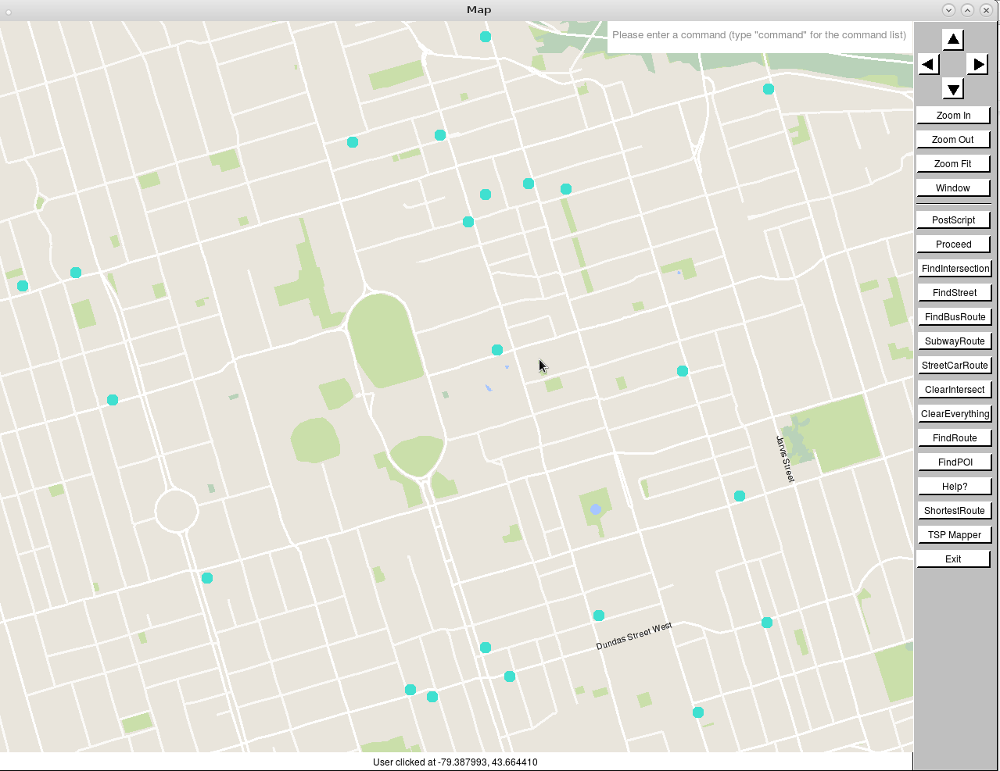 Map
Please enter a command (type "command" for the command list)
Zoom In
Zoom Out
Zoom Fit
Window
PostScript
Proceed
FindIntersection
FindStreet
FindBusRoute
SubwayRoute
StreetCarRoute
ClearIntersect
ClearEverything
FindRoute
FindPOI
Help?
ShortestRoute
TSP Mapper
Exit
Jarvis Street
Dundas Street West
User clicked at -79.387993, 43.664410